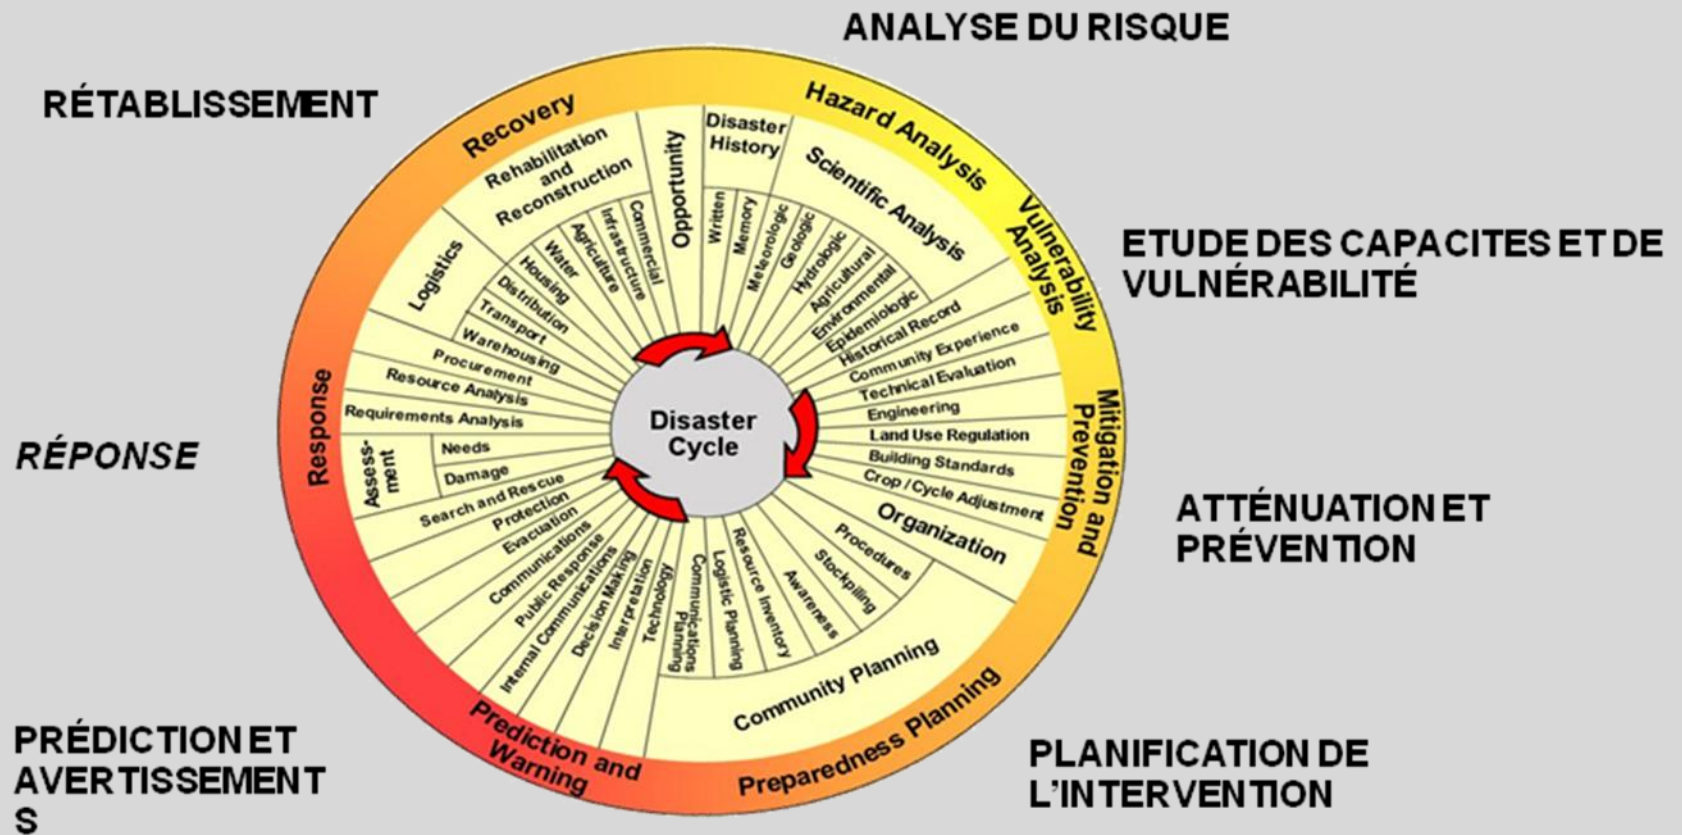 ANALYSE DU RISQUE
RÉTABLISSEMENT
ETUDE DES CAPACITES ET DE
VULNÉRABILITÉ
RÉPONSE
ATTÉNUATION ET
PRÉVENTION
PRÉDICTION ET
AVERTISSEMENT
S
PLANIFICATION DE
L'INTERVENTION
Disaster
Cycle
Hazard Analysis
Disaster
History
Written
Memory
Scientific Analysis
Meteorologic
Geologic
Hydrologic
Agricultural
Environmental
Epidemiologic
Vulnerability
Analysis
Historical Record
Community Experience
Technical Evaluation
Mitigation and
Prevention
Engineering
Land Use Regulation
Building Standards
Crop / Cycle Adjustment
Preparedness Planning
Organization
Community Planning
Procedures
Stockpiling
Awareness
Resource Inventory
Logistic Planning
Communications
Planning
Prediction and
Warning
Technology
Interpretation
Decision Making
Internal Communications
Public Response
Response
Communications
Evacuation
Protection
Search and Rescue
Assess-
ment
Damage
Needs
Requirements Analysis
Resource Analysis
Procurement
Logistics
Warehousing
Transport
Distribution
Recovery
Rehabilitation
and
Reconstruction
Housing
Water
Agriculture
Infrastructure
Commercial
Opportunity